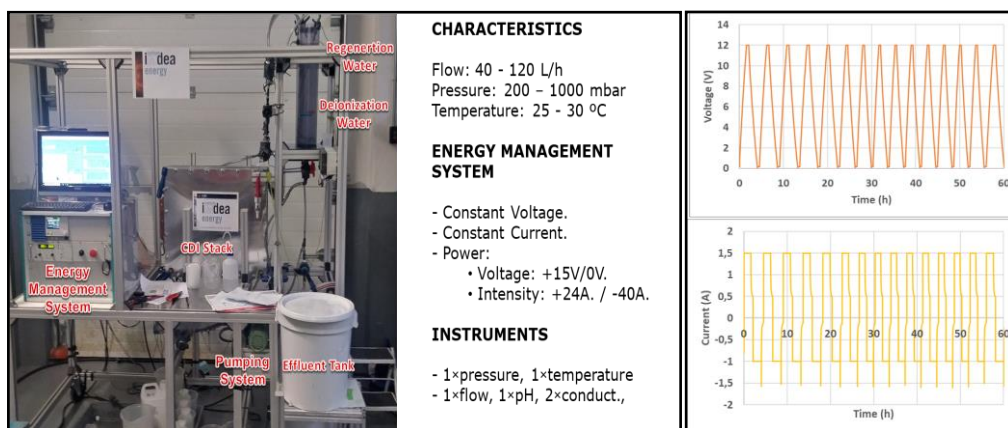 i dea
energy
Regenertion
Water
Deionization
Water
i dea
energy
CDI Stack
Energy
Management
System
Pumping
System
Effluent Tank
CHARACTERISTICS
Flow: 40 - 120 L/h
Pressure: 200 – 1000 mbar
Temperature: 25 - 30 ºC
ENERGY MANAGEMENT
SYSTEM
- Constant Voltage.
- Constant Current.
- Power:
• Voltage: +15V/0V.
• Intensity: +24A. / -40A.
INSTRUMENTS
- 1×pressure, 1×temperature
- 1×flow, 1×pH, 2×conduct.,
Voltage (V)
14
12
10
8
6
4
2
0
0 10 20 30 40 50 60
Time (h)
Current (A)
2
1,5
1
0,5
0
-0,5
-1
-1,5
-2
0 10 20 30 40 50 60
Time (h)